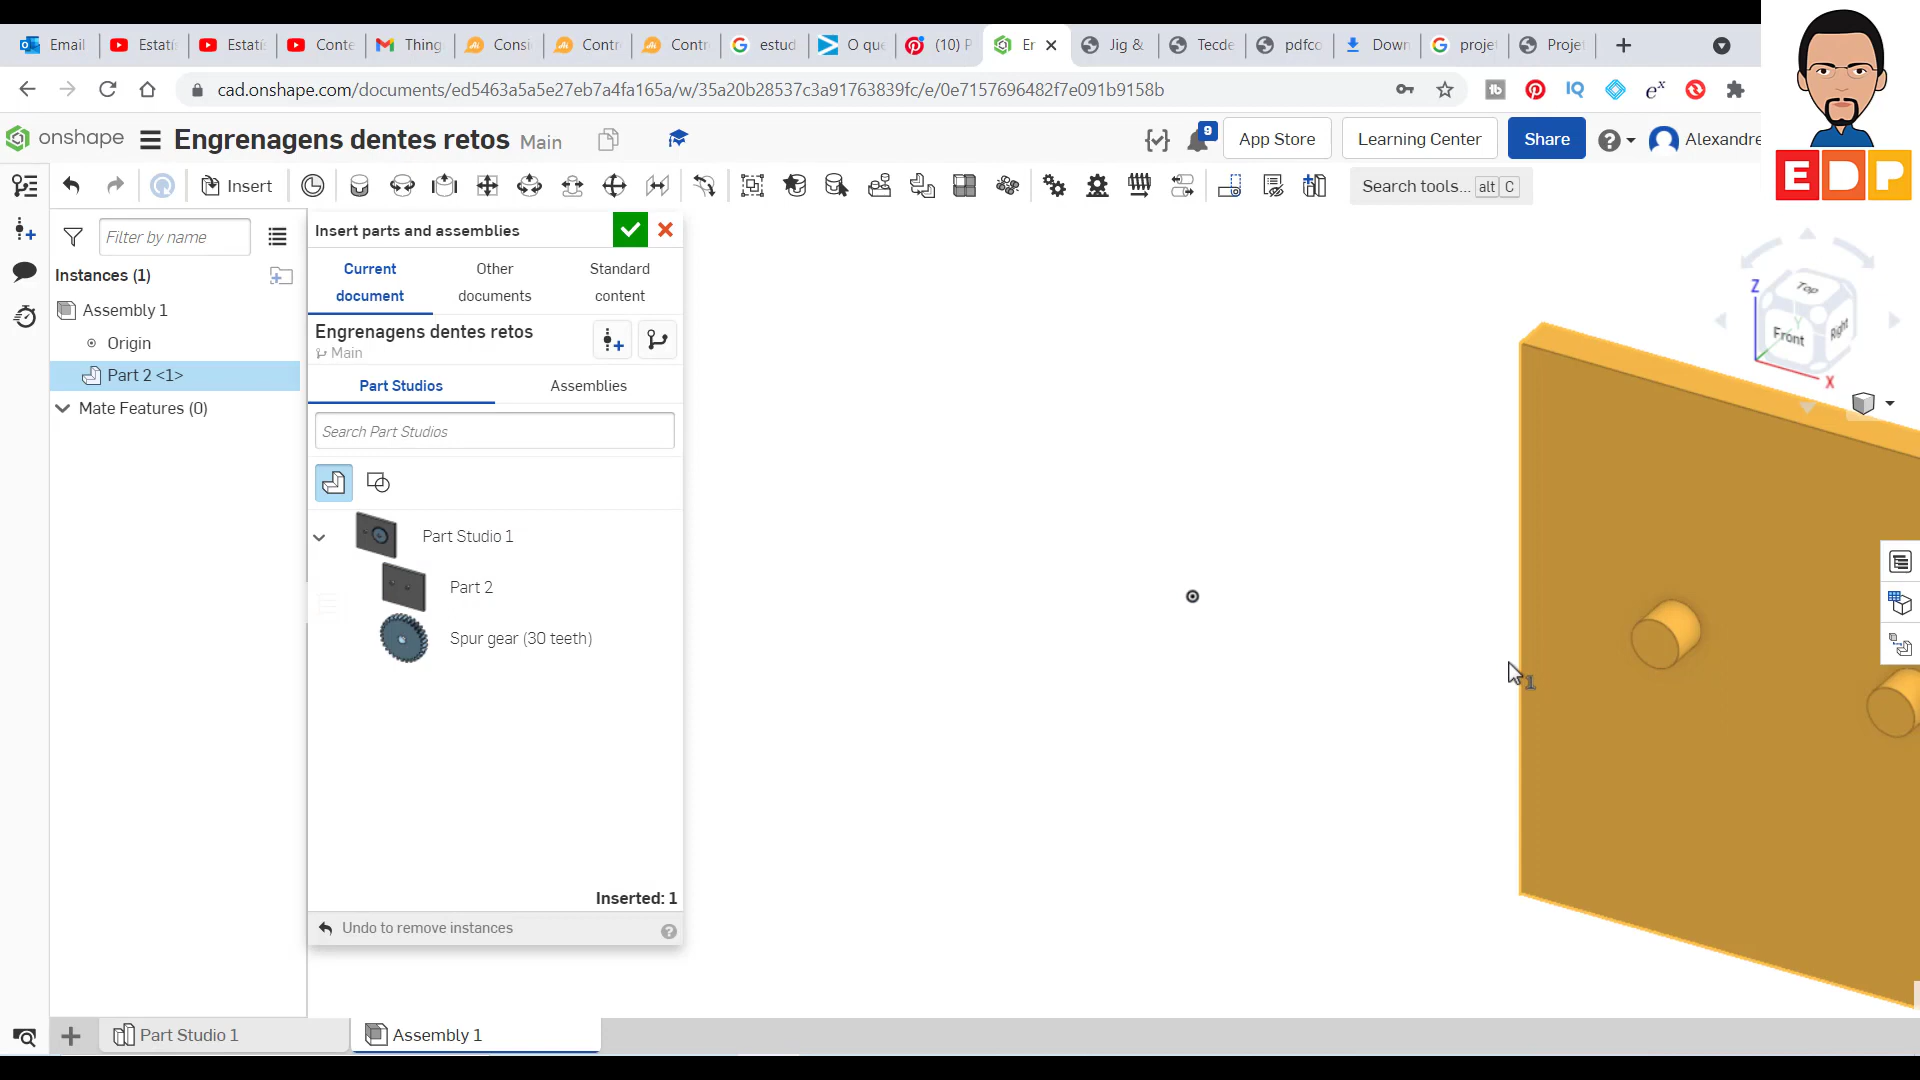 Email
Estatí
Estatí
Conte
Thing
Consi
Contr
Contr
estud
O que
(10) P
Er
Jig &
Tecde
pdfco
Down
proje
Proje
cad.onshape.com/documents/ed5463a5a5e27eb7a4fa165a/w/35a20b28537c3a91763839fc/e/0e7157696482f7e091b9158b
onshape
Engrenagens dentes retos Main
9
App Store
Learning Center
Share
Alexandre
EDP
Insert
Search tools... alt C
Filter by name
Instances (1)
Assembly 1
Origin
Part 2 <1>
Mate Features (0)
Insert parts and assemblies
Current document
Other documents
Standard content
Engrenagens dentes retos
Main
Part Studios
Assemblies
Search Part Studios
Part Studio 1
Part 2
Spur gear (30 teeth)
Inserted: 1
Undo to remove instances
Z
Top
Front
Right
X
Part Studio 1
Assembly 1